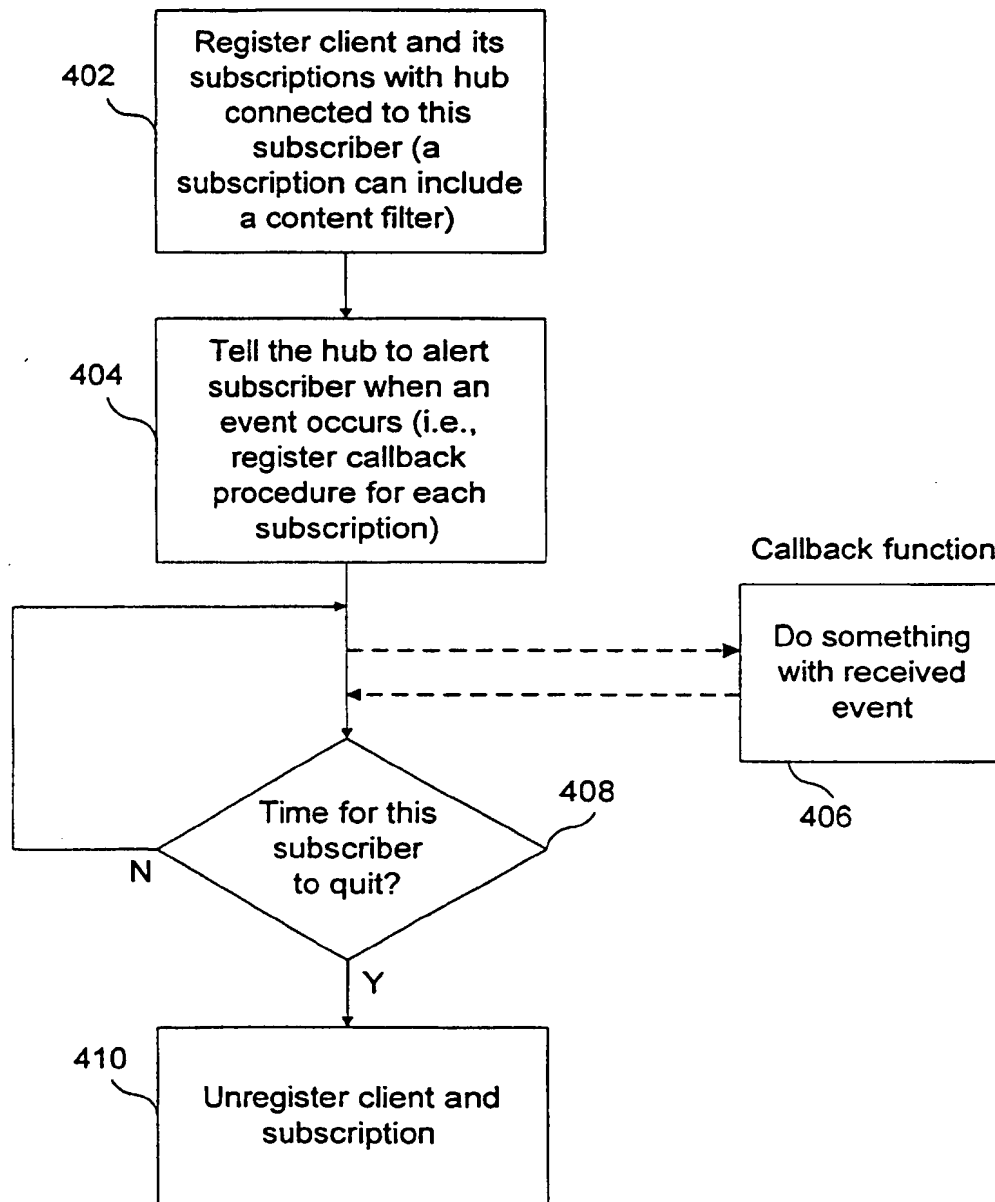 402
Register client and its
subscriptions with hub
connected to this
subscriber (a
subscription can include
a content filter)
404
Tell the hub to alert
subscriber when an
event occurs (i.e.,
register callback
procedure for each
subscription)
Callback function
Do something
with received
event
406
408
Time for this
subscriber
to quit?
N
Y
410
Unregister client and
subscription